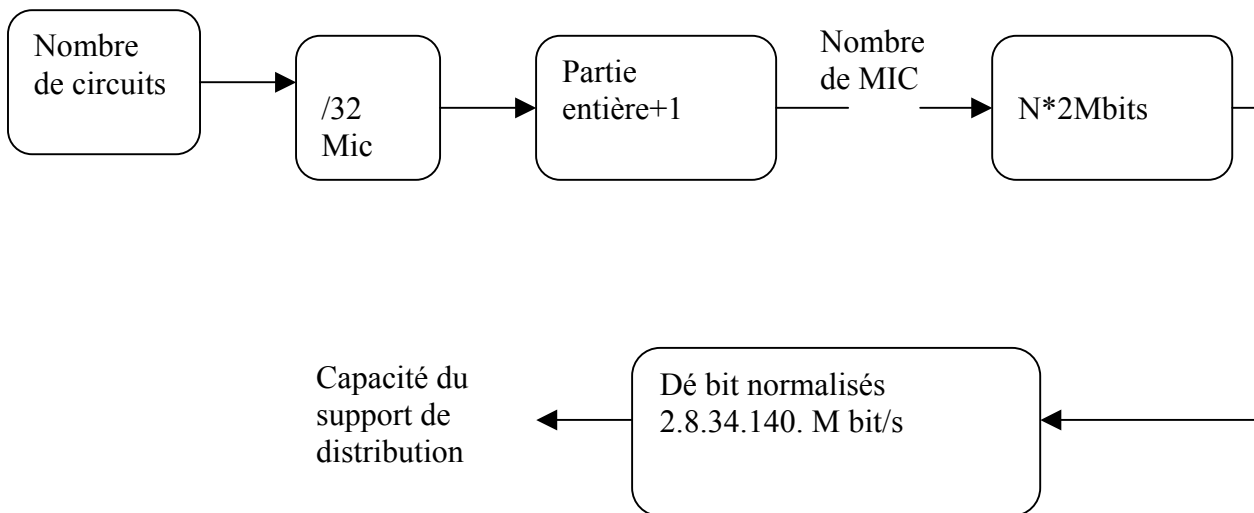 Nombre
de circuits
/32
Mic
Partie
entière+1
Nombre
de MIC
N*2Mbits
Capacité du
support de
distribution
Dé bit normalisés
2.8.34.140. M bit/s